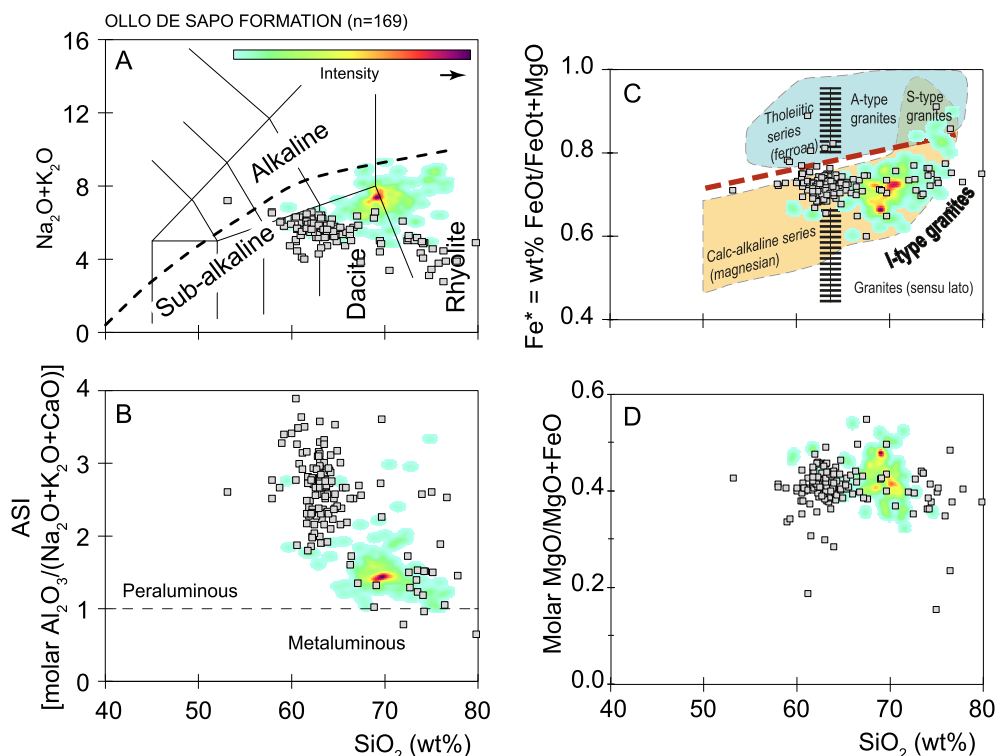 OLLO DE SAPO FORMATION (n=169)
A
Intensity
16
12
8
4
0
Na₂O+K₂O
Alkaline
Sub-alkaline
Dacite
Rhyolite
B
4
3
2
1
0
ASI
[molar Al₂O₃/(Na₂O+K₂O+CaO)]
Peraluminous
Metaluminous
40 50 60 70 80
SiO₂ (wt%)
C
1.0
0.8
0.6
0.4
Fe* = wt% FeOt/FeOt+MgO
Tholeiitic
series
(ferroan)
A-type
granites
S-type
granites
Calc-alkaline series
(magnesian)
I-type granites
Granites (sensu lato)
D
0.6
0.4
0.2
0.0
Molar MgO/MgO+FeO
40 50 60 70 80
SiO₂ (wt%)